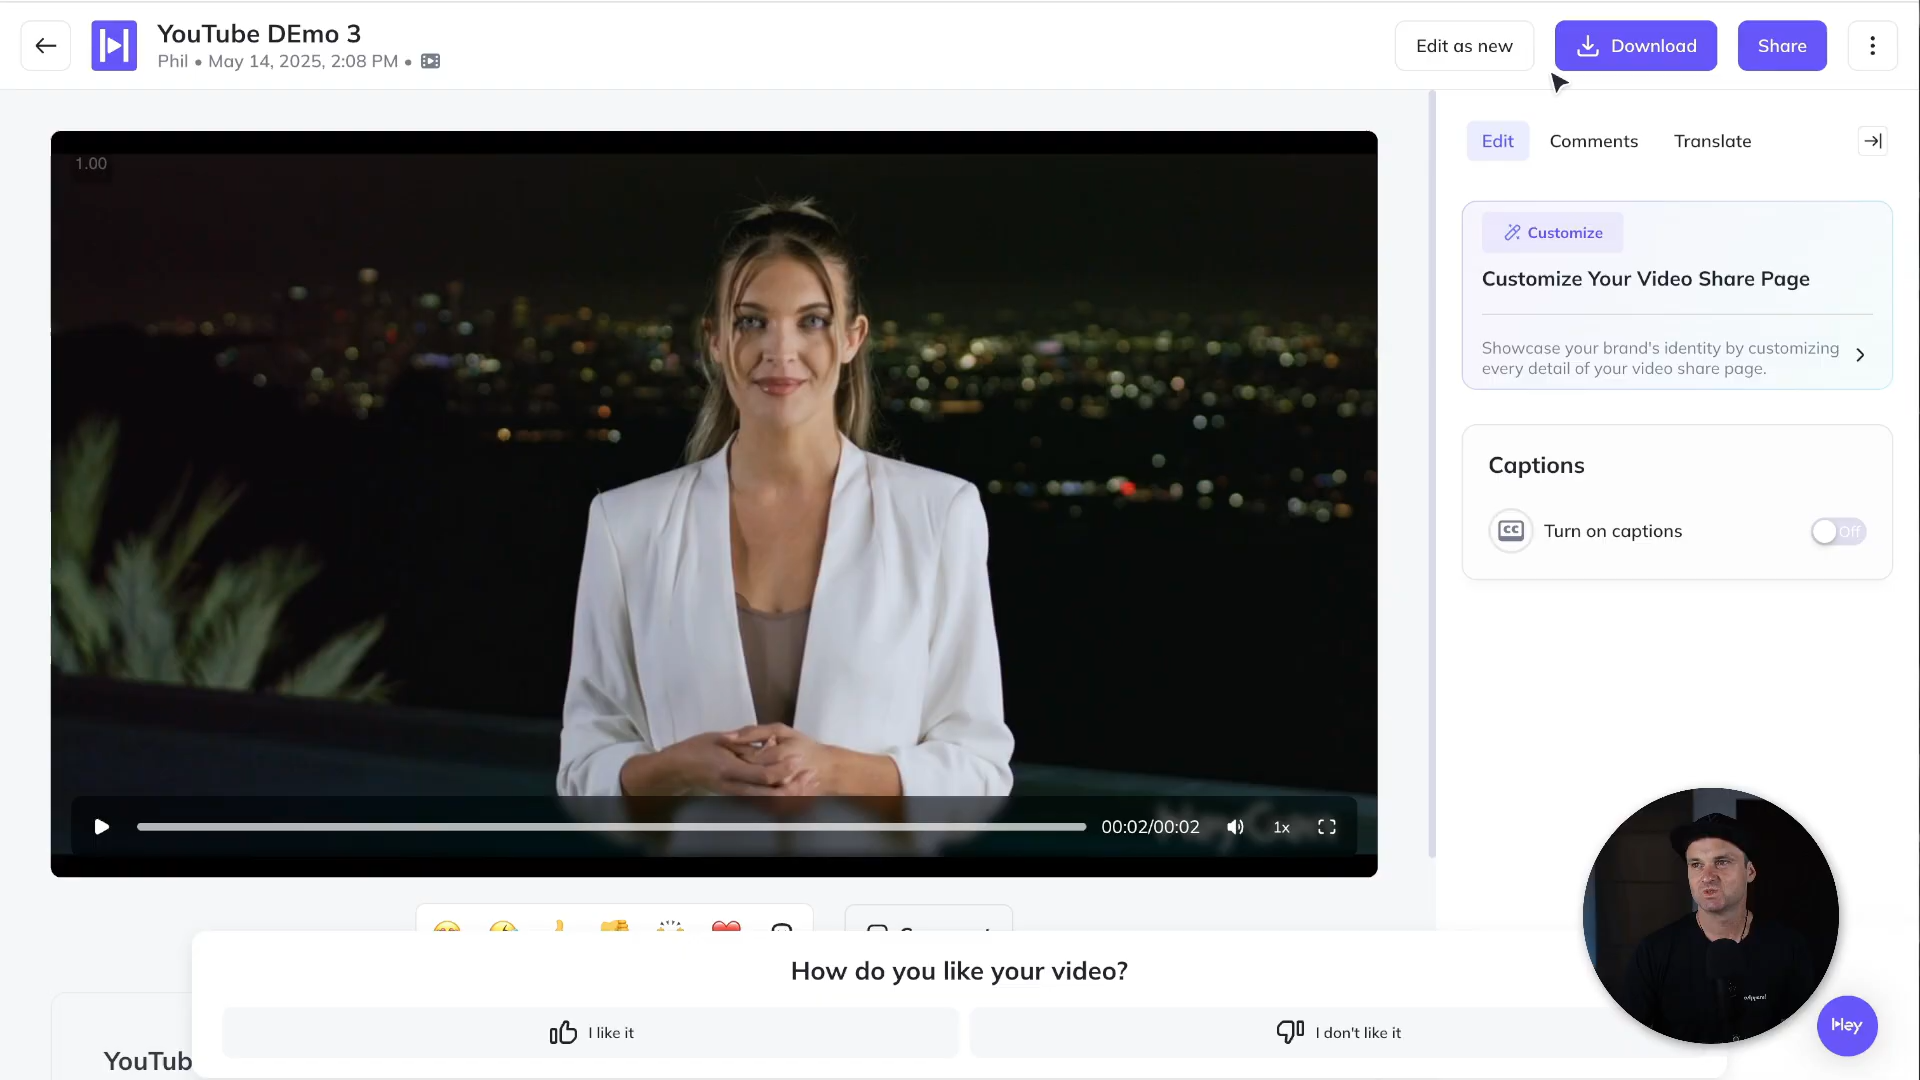 YouTube DEmo 3
Phil • May 14, 2025, 2:08 PM •
Edit as new
Download
Share
1.00
Edit
Comments
Translate
Customize
Customize Your Video Share Page
Showcase your brand's identity by customizing
every detail of your video share page.
Captions
CC
Turn on captions
Off
00:02/00:02
1x
HeyGen
How do you like your video?
I like it
I don't like it
YouTub
Hey